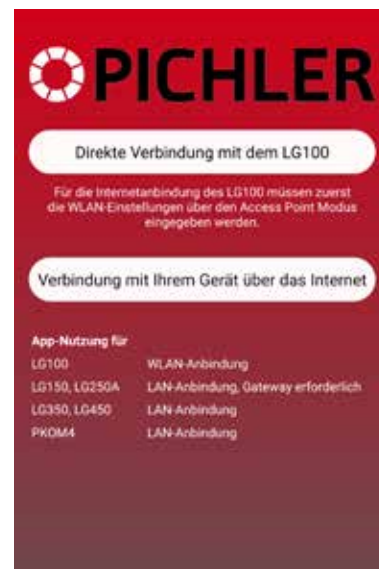 PICHLER
Direkte Verbindung mit dem LG100
Für die Internetanbindung des LG100 müssen zuerst
die WLAN-Einstellungen über den Access Point Modus
eingegeben werden.
Verbindung mit Ihrem Gerät über das Internet
App-Nutzung für
LG100 WLAN-Anbindung
LG150, LG250A LAN-Anbindung, Gateway erforderlich
LG350, LG450 LAN-Anbindung
PKOM4 LAN-Anbindung